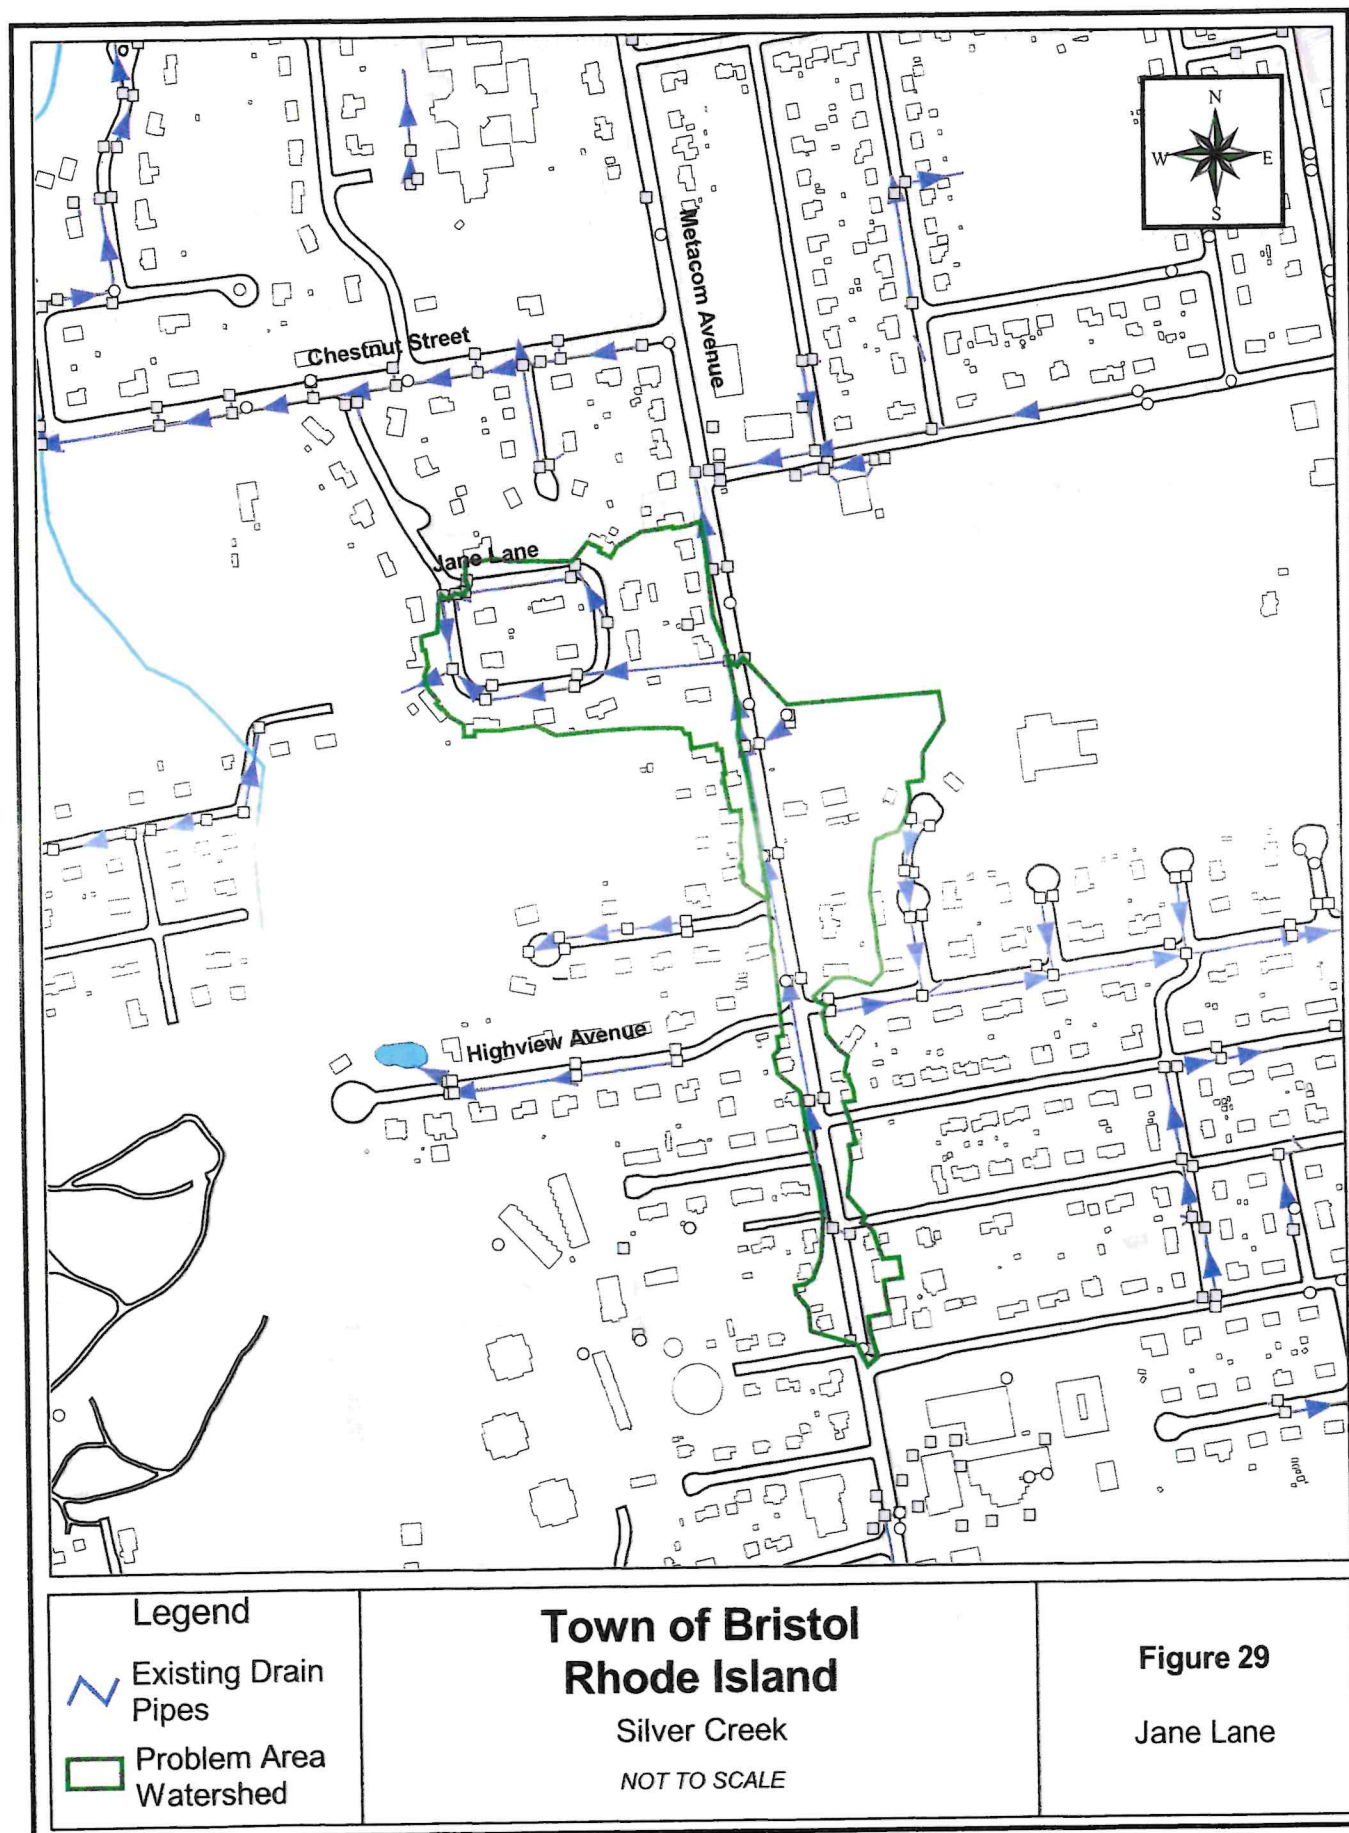 N
W E
S
Metacom Avenue
Chestnut Street
Jane Lane
Highview Avenue
Legend
Existing Drain
Pipes
Problem Area
Watershed
Town of Bristol
Rhode Island
Silver Creek
NOT TO SCALE
Figure 29
Jane Lane